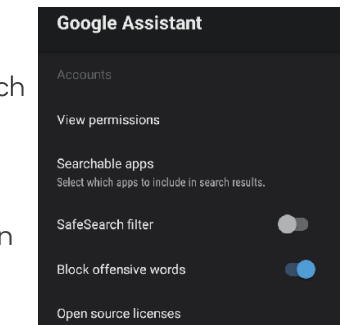 Google Assistant
Accounts
ch
View permissions
Searchable apps
Select which apps to include in search results.
SafeSearch filter
n
Block offensive words
Open source licenses